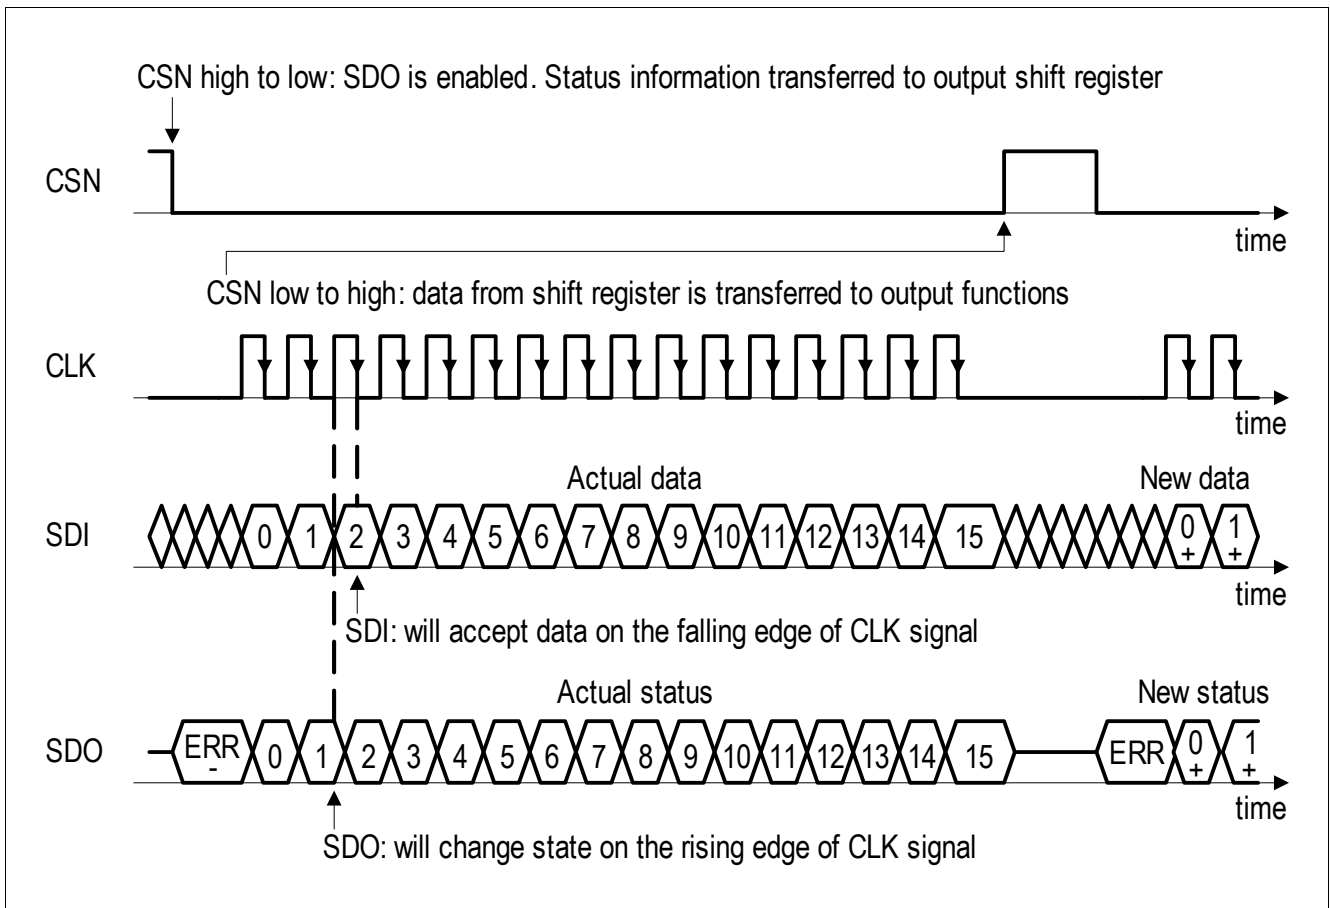 CSN high to low: SDO is enabled. Status information transferred to output shift register
CSN
time
CSN low to high: data from shift register is transferred to output functions
CLK
time
Actual data
New data
SDI
0 1 2 3 4 5 6 7 8 9 10 11 12 13 14 15 0 1
+ +
time
SDI: will accept data on the falling edge of CLK signal
Actual status
New status
SDO
ERR 0 1 2 3 4 5 6 7 8 9 10 11 12 13 14 15 ERR 0 1
- + +
time
SDO: will change state on the rising edge of CLK signal